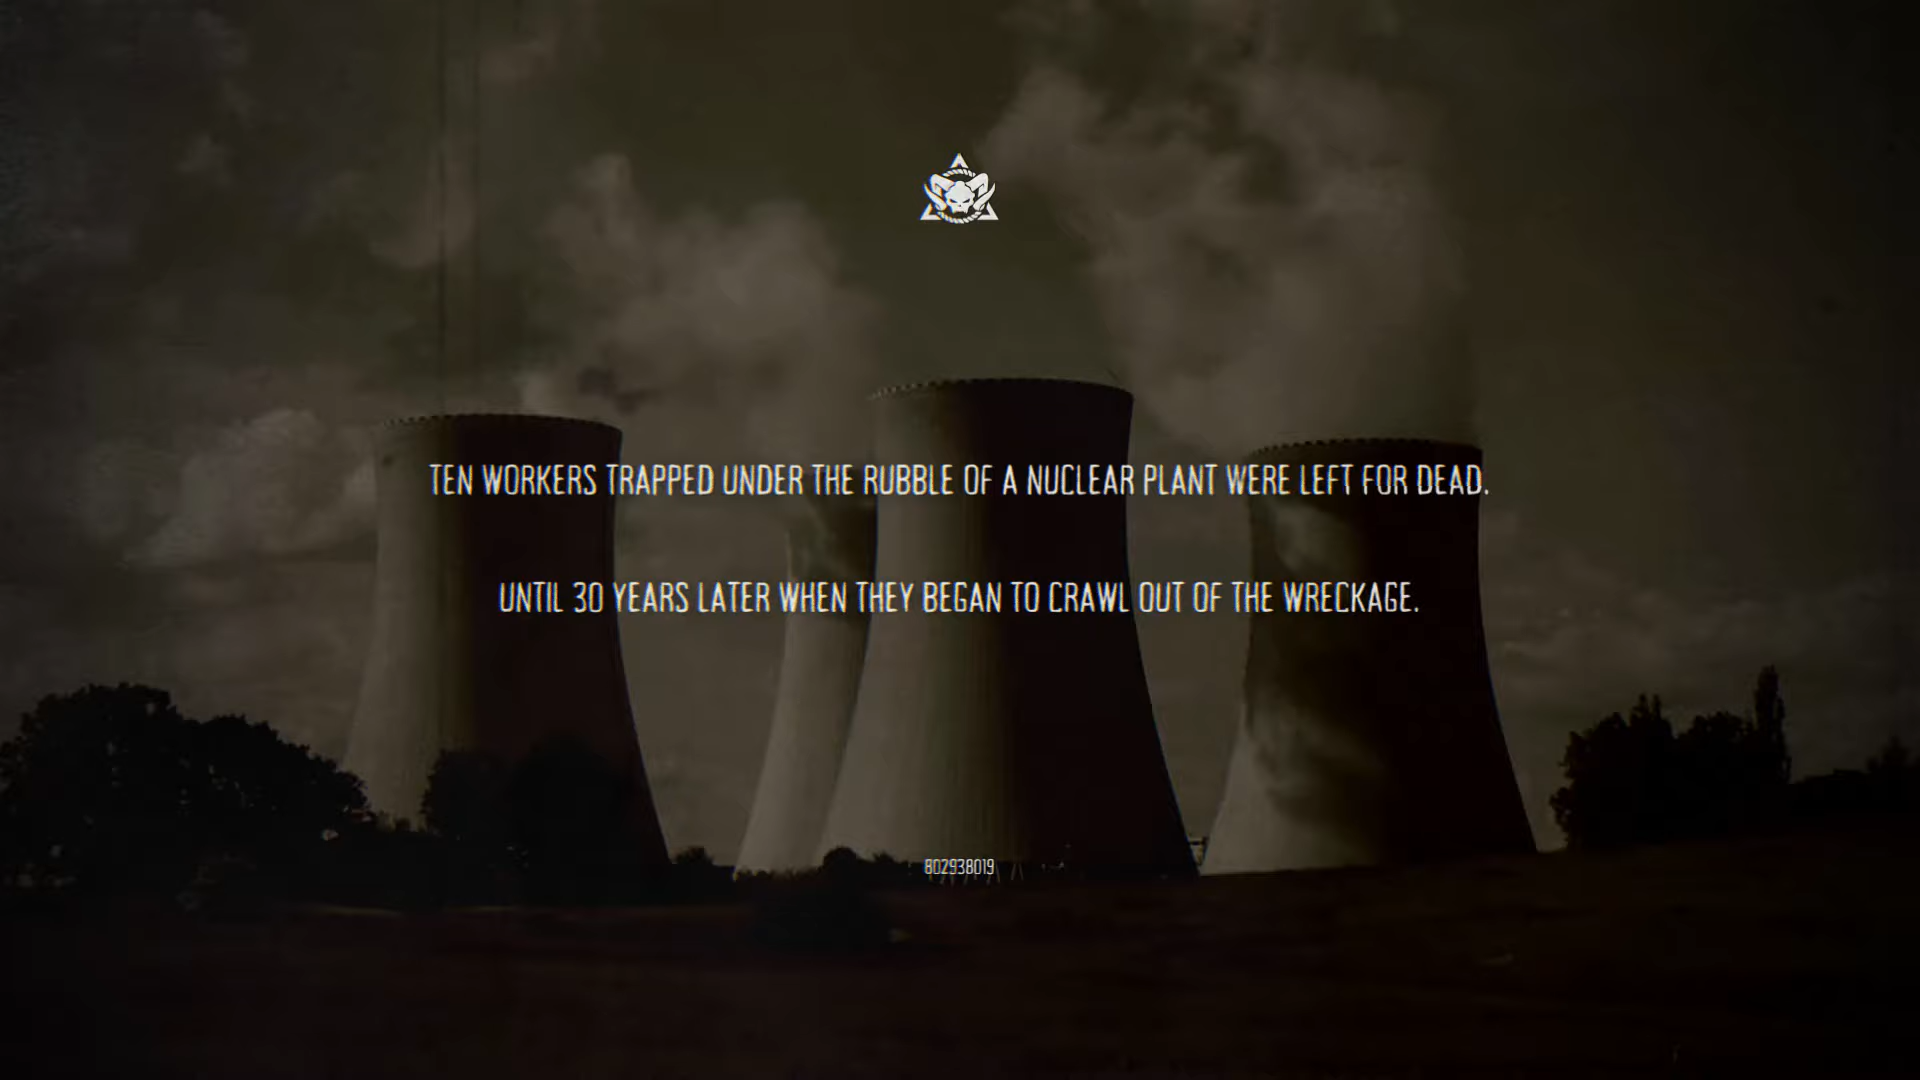 TEN WORKERS TRAPPED UNDER THE RUBBLE OF A NUCLEAR PLANT WERE LEFT FOR DEAD.
UNTIL 30 YEARS LATER WHEN THEY BEGAN TO CRAWL OUT OF THE WRECKAGE.
802938019